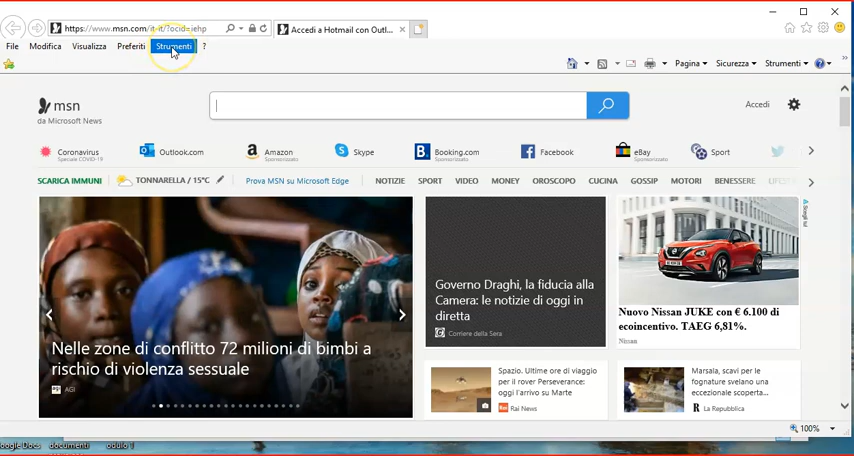 https://www.msn.com/it-it/?ocid=iehp
Accedi a Hotmail con Outl...
File Modifica Visualizza Preferiti Strumenti ?
Pagina Sicurezza Strumenti
msn
da Microsoft News
Accedi
Coronavirus
Speciale COVID-19
Outlook.com
Amazon
Sponsorizzato
Skype
Booking.com
Sponsorizzato
Facebook
eBay
Sponsorizzato
Sport
SCARICA IMMUNI
TONNARELLA / 15°C
Prova MSN su Microsoft Edge
NOTIZIE SPORT VIDEO MONEY OROSCOPO CUCINA GOSSIP MOTORI BENESSERE
Nelle zone di conflitto 72 milioni di bimbi a
rischio di violenza sessuale
AGI
Governo Draghi, la fiducia alla
Camera: le notizie di oggi in
diretta
Corriere della Sera
Scegli tu!
Nuovo Nissan JUKE con € 6.100 di
ecoincentivo. TAEG 6,81%.
Nissan
Spazio. Ultime ore di viaggio
per il rover Perseverance:
oggi l'arrivo su Marte
Rai News
Marsala, scavi per le
fognature svelano una
eccezionale scoperta...
La Repubblica
100%
oogle Docs documenti